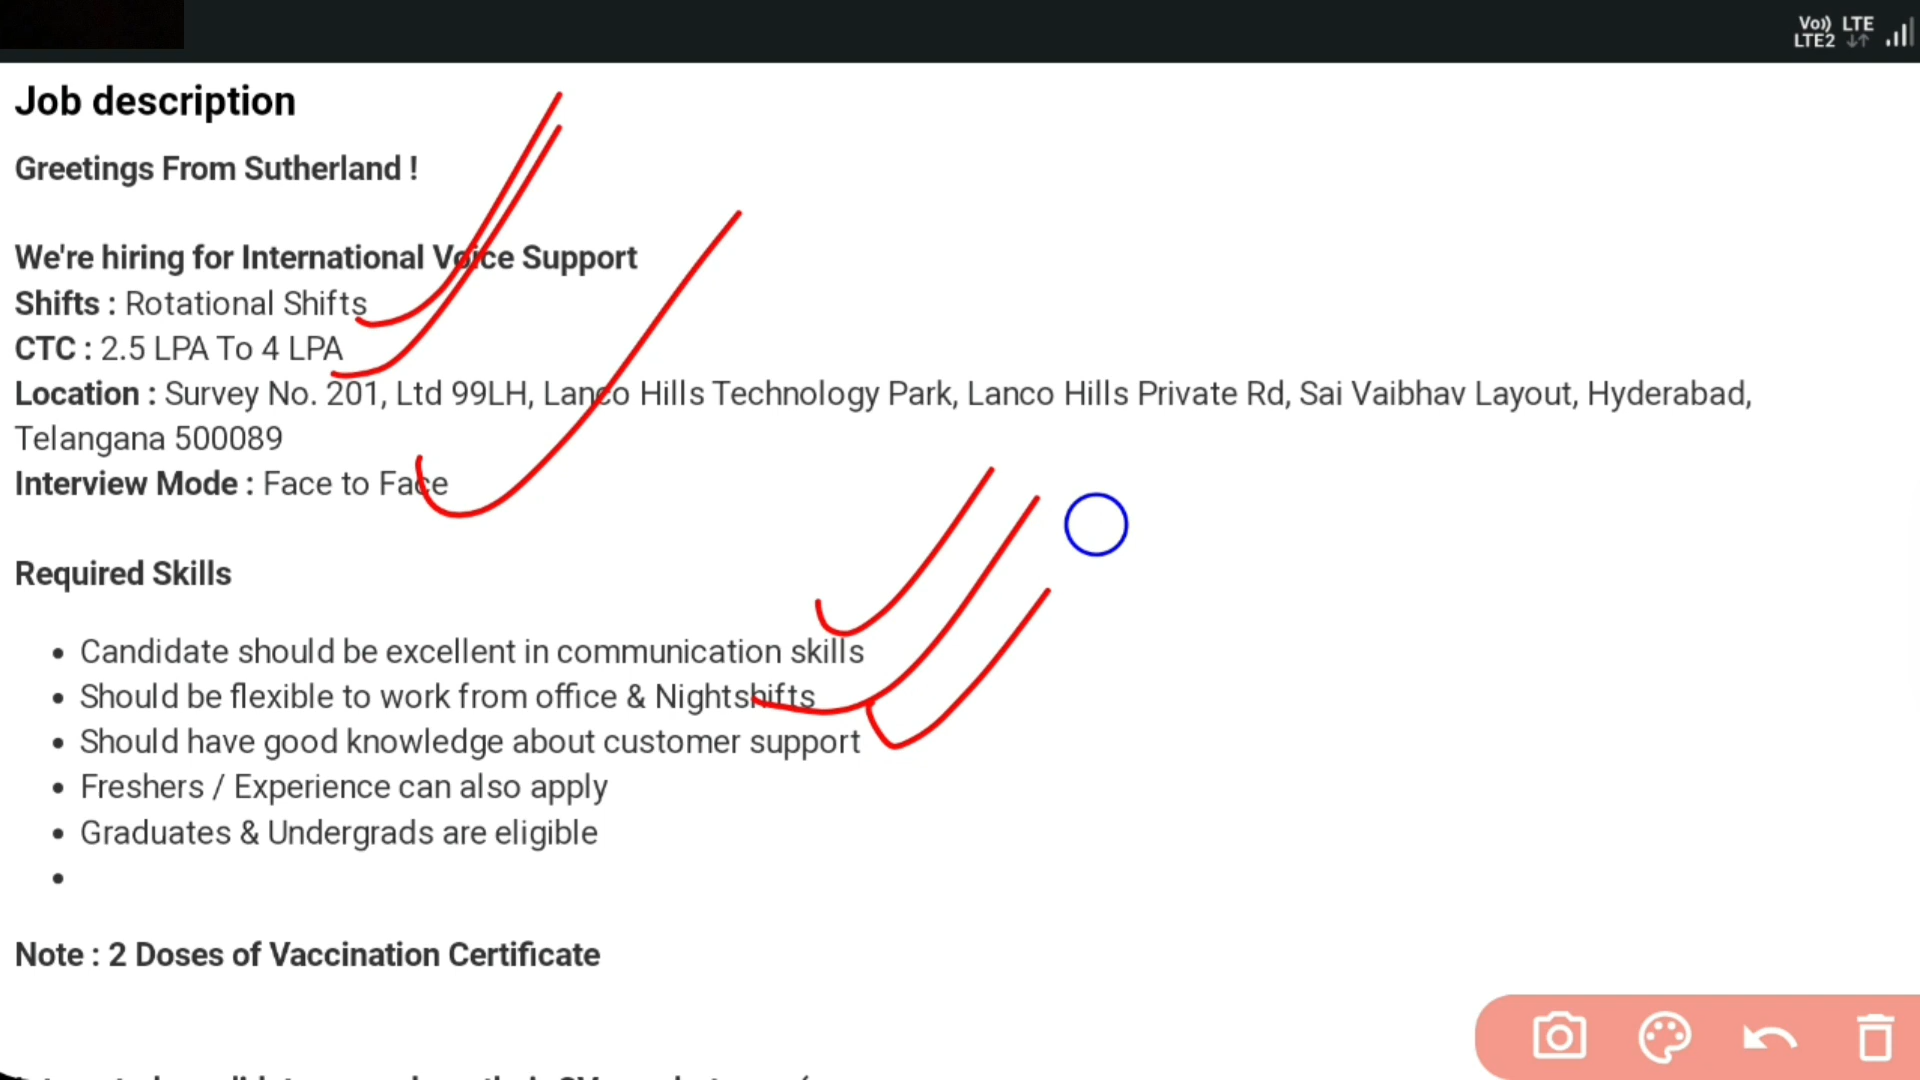 Vo)) LTE
LTE2
Job description
Greetings From Sutherland !
We're hiring for International Voice Support
Shifts : Rotational Shifts
CTC : 2.5 LPA To 4 LPA
Location : Survey No. 201, Ltd 99LH, Lanco Hills Technology Park, Lanco Hills Private Rd, Sai Vaibhav Layout, Hyderabad,
Telangana 500089
Interview Mode : Face to Face
Required Skills
• Candidate should be excellent in communication skills
• Should be flexible to work from office & Nightshifts
• Should have good knowledge about customer support
• Freshers / Experience can also apply
• Graduates & Undergrads are eligible
•
Note : 2 Doses of Vaccination Certificate